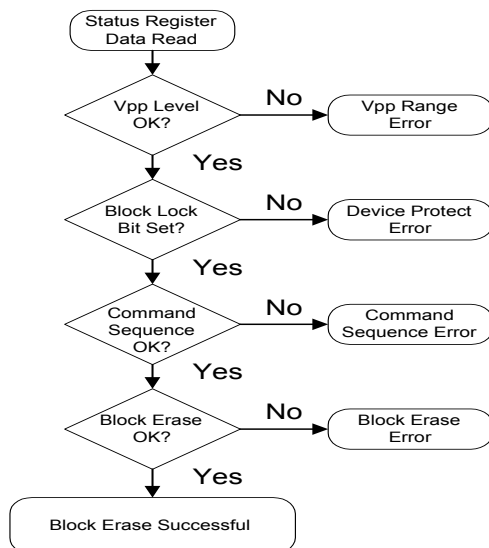 Status Register
Data Read
Vpp Level
OK?
No
Vpp Range
Error
Yes
Block Lock
Bit Set?
No
Device Protect
Error
Yes
Command
Sequence
OK?
No
Command
Sequence Error
Yes
Block Erase
OK?
No
Block Erase
Error
Yes
Block Erase Successful